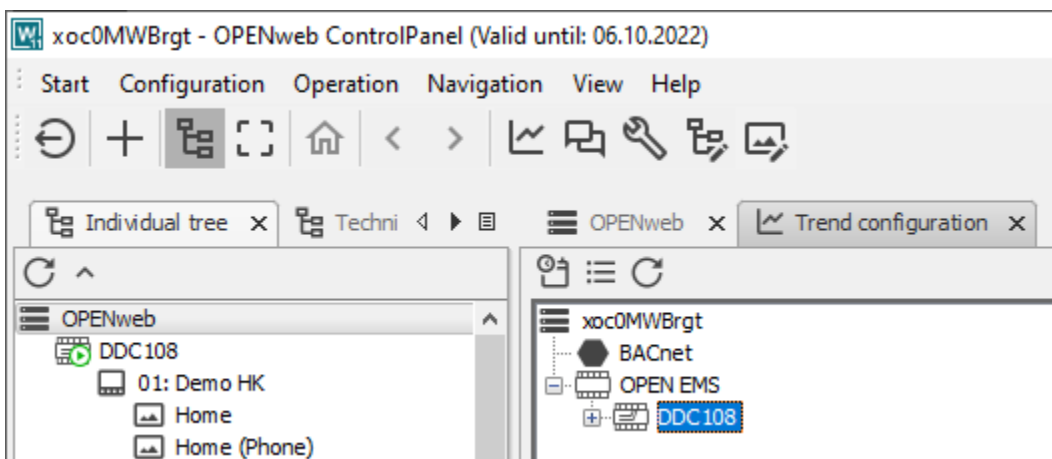 xoc0MWBrgt - OPENweb ControlPanel (Valid until: 06.10.2022)
Start Configuration Operation Navigation View Help
Individual tree Techni OPENweb Trend configuration
OPENweb
DDC108
01: Demo HK
Home
Home (Phone)
xoc0MWBrgt
BACnet
OPEN EMS
DDC108